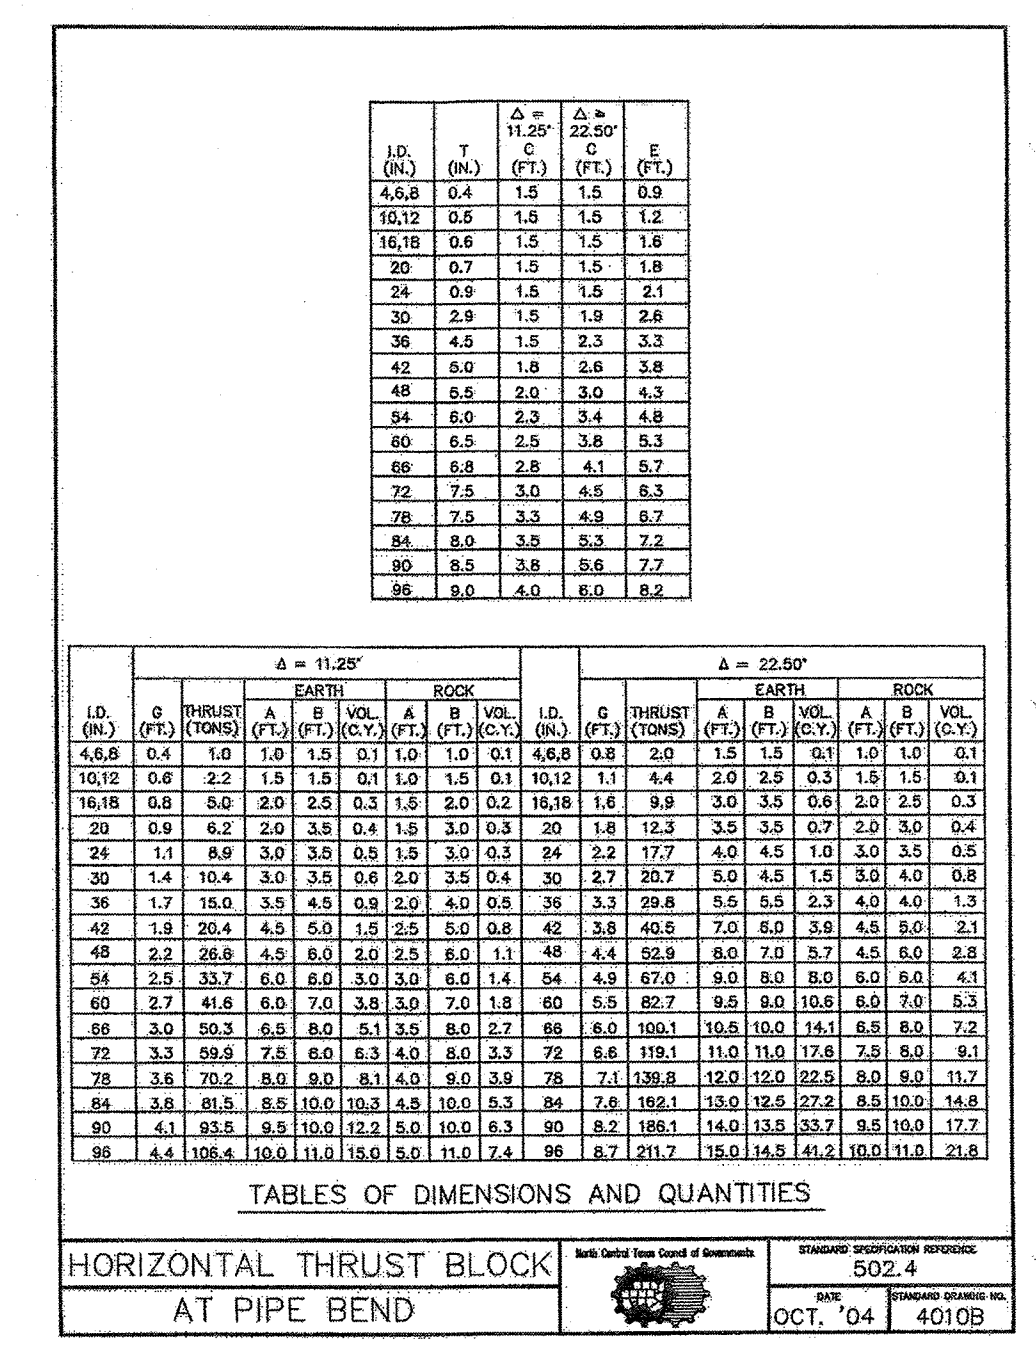 Δ = Δ =
11.25° 22.50°
I.D. T C C E
(IN.) (IN.) (FT.) (FT.) (FT.)
4,6,8 0.4 1.5 1.5 0.9
10,12 0.5 1.5 1.5 1.2
16,18 0.6 1.5 1.5 1.6
20 0.7 1.5 1.5 1.8
24 0.9 1.5 1.5 2.1
30 2.9 1.5 1.9 2.6
36 4.5 1.5 2.3 3.3
42 5.0 1.8 2.6 3.8
48 5.5 2.0 3.0 4.3
54 6.0 2.3 3.4 4.8
60 6.5 2.5 3.8 5.3
66 6.8 2.8 4.1 5.7
72 7.5 3.0 4.5 6.3
78 7.5 3.3 4.9 6.7
84 8.0 3.5 5.3 7.2
90 8.5 3.8 5.6 7.7
96 9.0 4.0 6.0 8.2
Δ = 11.25° Δ = 22.50°
EARTH ROCK EARTH ROCK
I.D. G THRUST A B VOL. A B VOL. I.D. G THRUST A B VOL. A B VOL.
(IN.) (FT.) (TONS) (FT.) (FT.) (C.Y.) (FT.) (FT.) (C.Y.) (IN.) (FT.) (TONS) (FT.) (FT.) (C.Y.) (FT.) (FT.) (C.Y.)
4,6,8 0.4 1.0 1.0 1.5 0.1 1.0 1.0 0.1 4,6,8 0.8 2.0 1.5 1.5 0.1 1.0 1.0 0.1
10,12 0.6 2.2 1.5 1.5 0.1 1.0 1.5 0.1 10,12 1.1 4.4 2.0 2.5 0.3 1.5 1.5 0.1
16,18 0.8 5.0 2.0 2.5 0.3 1.5 2.0 0.2 16,18 1.6 9.9 3.0 3.5 0.6 2.0 2.5 0.3
20 0.9 6.2 2.0 3.5 0.4 1.5 3.0 0.3 20 1.8 12.3 3.5 3.5 0.7 2.0 3.0 0.4
24 1.1 8.9 3.0 3.5 0.5 1.5 3.0 0.3 24 2.2 17.7 4.0 4.5 1.0 3.0 3.5 0.5
30 1.4 10.4 3.0 3.5 0.6 2.0 3.5 0.4 30 2.7 20.7 5.0 4.5 1.5 3.0 4.0 0.8
36 1.7 15.0 3.5 4.5 0.9 2.0 4.0 0.5 36 3.3 29.8 5.5 5.5 2.3 4.0 4.0 1.3
42 1.9 20.4 4.5 5.0 1.5 2.5 5.0 0.8 42 3.8 40.5 7.0 6.0 3.9 4.5 5.0 2.1
48 2.2 26.6 4.5 6.0 2.0 2.5 6.0 1.1 48 4.4 52.9 8.0 7.0 5.7 4.5 6.0 2.8
54 2.5 33.7 6.0 6.0 3.0 3.0 6.0 1.4 54 4.9 67.0 9.0 8.0 8.0 6.0 6.0 4.1
60 2.7 41.6 6.0 7.0 3.8 3.0 7.0 1.8 60 5.5 82.7 9.5 9.0 10.6 6.0 7.0 5.3
66 3.0 50.3 6.5 8.0 5.1 3.5 8.0 2.7 66 6.0 100.1 10.5 10.0 14.1 6.5 8.0 7.2
72 3.3 59.9 7.5 8.0 6.3 4.0 8.0 3.3 72 6.6 119.1 11.0 11.0 17.6 7.5 8.0 9.1
78 3.6 70.2 8.0 9.0 8.1 4.0 9.0 3.9 78 7.1 139.8 12.0 12.0 22.5 8.0 9.0 11.7
84 3.8 81.5 8.5 10.0 10.3 4.5 10.0 5.3 84 7.6 162.1 13.0 12.5 27.2 8.5 10.0 14.8
90 4.1 93.5 9.5 10.0 12.2 5.0 10.0 6.3 90 8.2 186.1 14.0 13.5 33.7 9.5 10.0 17.7
96 4.4 106.4 10.0 11.0 15.0 5.0 11.0 7.4 96 8.7 211.7 15.0 14.5 41.2 10.0 11.0 21.8
TABLES OF DIMENSIONS AND QUANTITIES
HORIZONTAL THRUST BLOCK
AT PIPE BEND
North Central Texas Council of Governments
STANDARD SPECIFICATION REFERENCE
502.4
DATE
OCT. '04
STANDARD DRAWING NO.
4010B